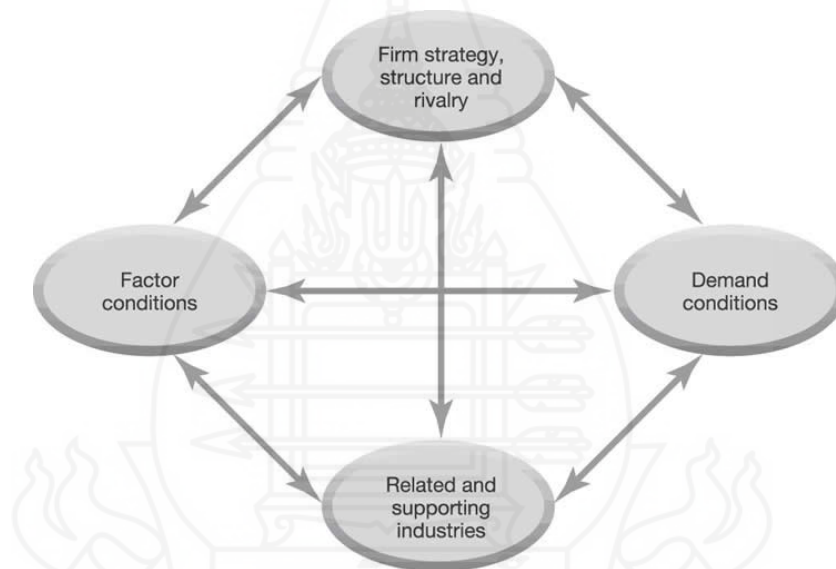 Firm strategy,
structure and
rivalry
Factor
conditions
Demand
conditions
Related and
supporting
industries